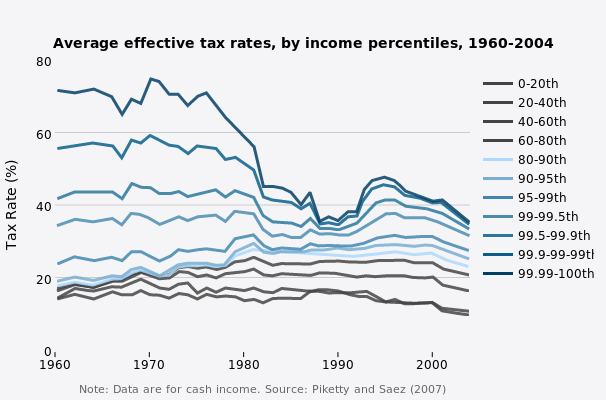 Average effective tax rates, by income percentiles, 1960-2004
80
60
40
20
0
Tax Rate (%)
1960 1970 1980 1990 2000
0-20th
20-40th
40-60th
60-80th
80-90th
90-95th
95-99th
99-99.5th
99.5-99.9th
99.9-99-99th
99.99-100th
Note: Data are for cash income. Source: Piketty and Saez (2007)